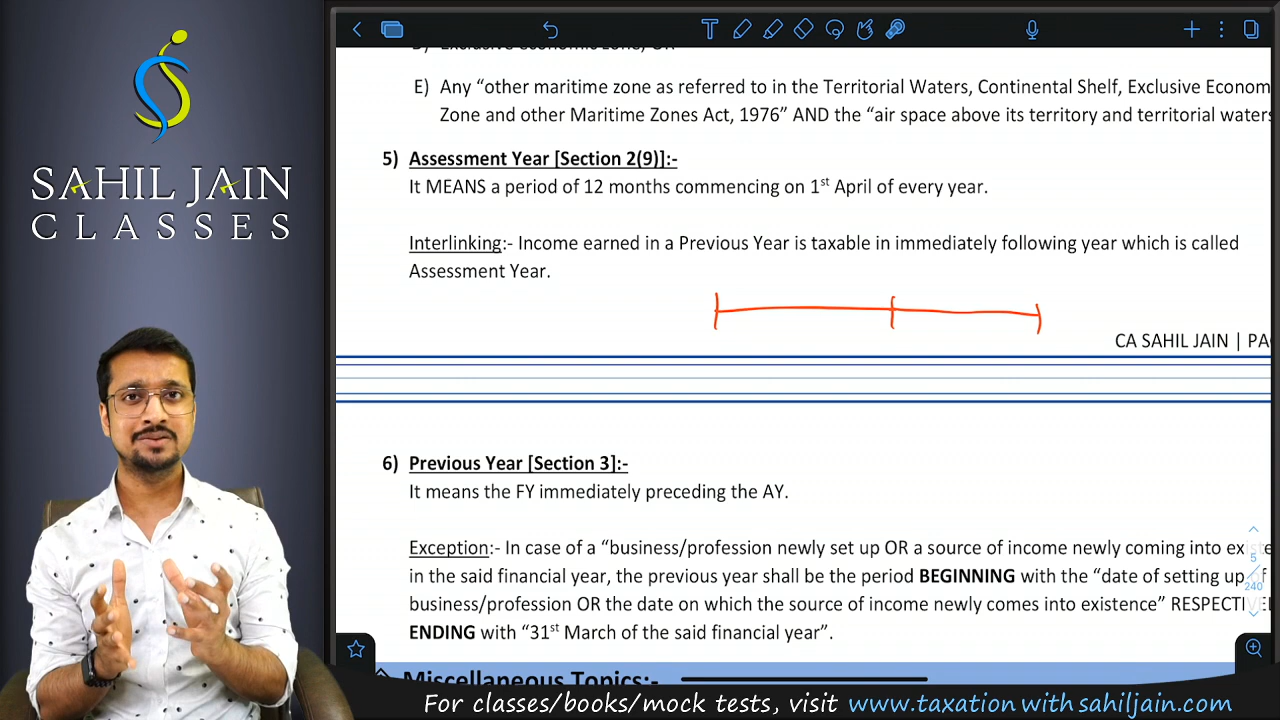 SAHIL JAIN
CLASSES
E) Any “other maritime zone as referred to in the Territorial Waters, Continental Shelf, Exclusive Econom
Zone and other Maritime Zones Act, 1976” AND the “air space above its territory and territorial waters
5) Assessment Year [Section 2(9)]:-
It MEANS a period of 12 months commencing on 1st April of every year.
Interlinking:- Income earned in a Previous Year is taxable in immediately following year which is called
Assessment Year.
CA SAHIL JAIN | PA
6) Previous Year [Section 3]:-
It means the FY immediately preceding the AY.
Exception:- In case of a “business/profession newly set up OR a source of income newly coming into existe
in the said financial year, the previous year shall be the period BEGINNING with the “date of setting up of
business/profession OR the date on which the source of income newly comes into existence” RESPECTIVEL
ENDING with “31st March of the said financial year”.
5
240
Miscellaneous Topics:-
For classes/books/mock tests, visit www.taxationwithsahiljain.com